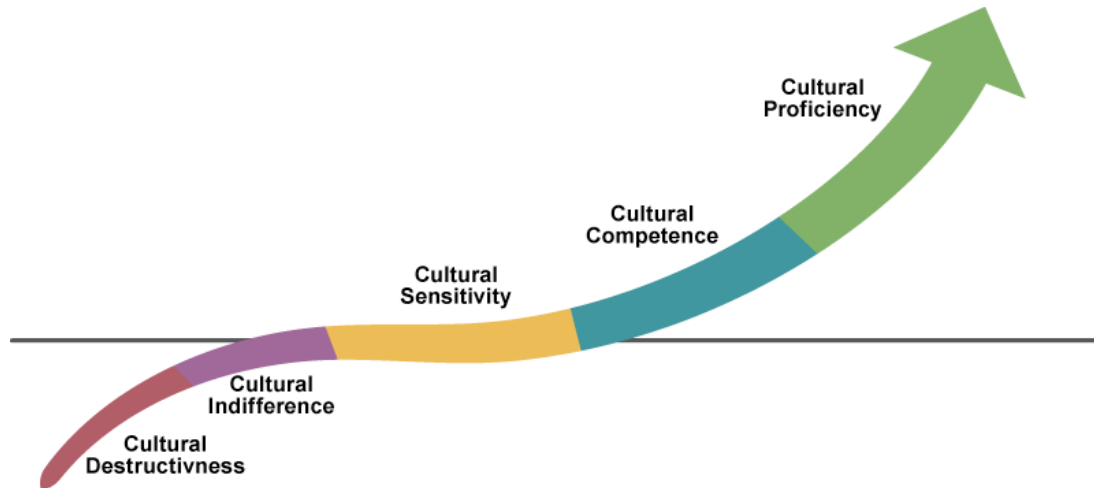 Cultural
Destructivness
Cultural
Indifference
Cultural
Sensitivity
Cultural
Competence
Cultural
Proficiency